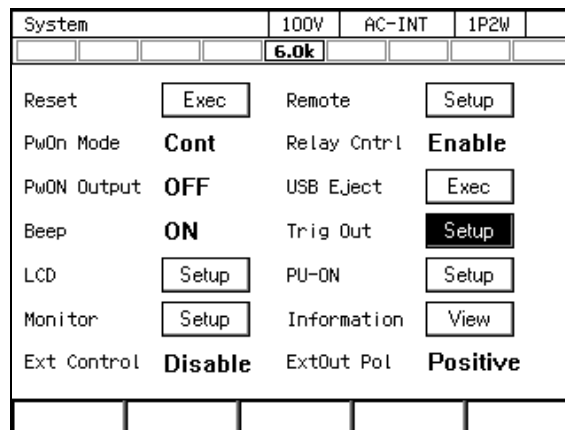 System 100V AC-INT 1P2W
6.0k
Reset Exec Remote Setup
PwOn Mode Cont Relay Cntrl Enable
PwON Output OFF USB Eject Exec
Beep ON Trig Out Setup
LCD Setup PU-ON Setup
Monitor Setup Information View
Ext Control Disable ExtOut Pol Positive